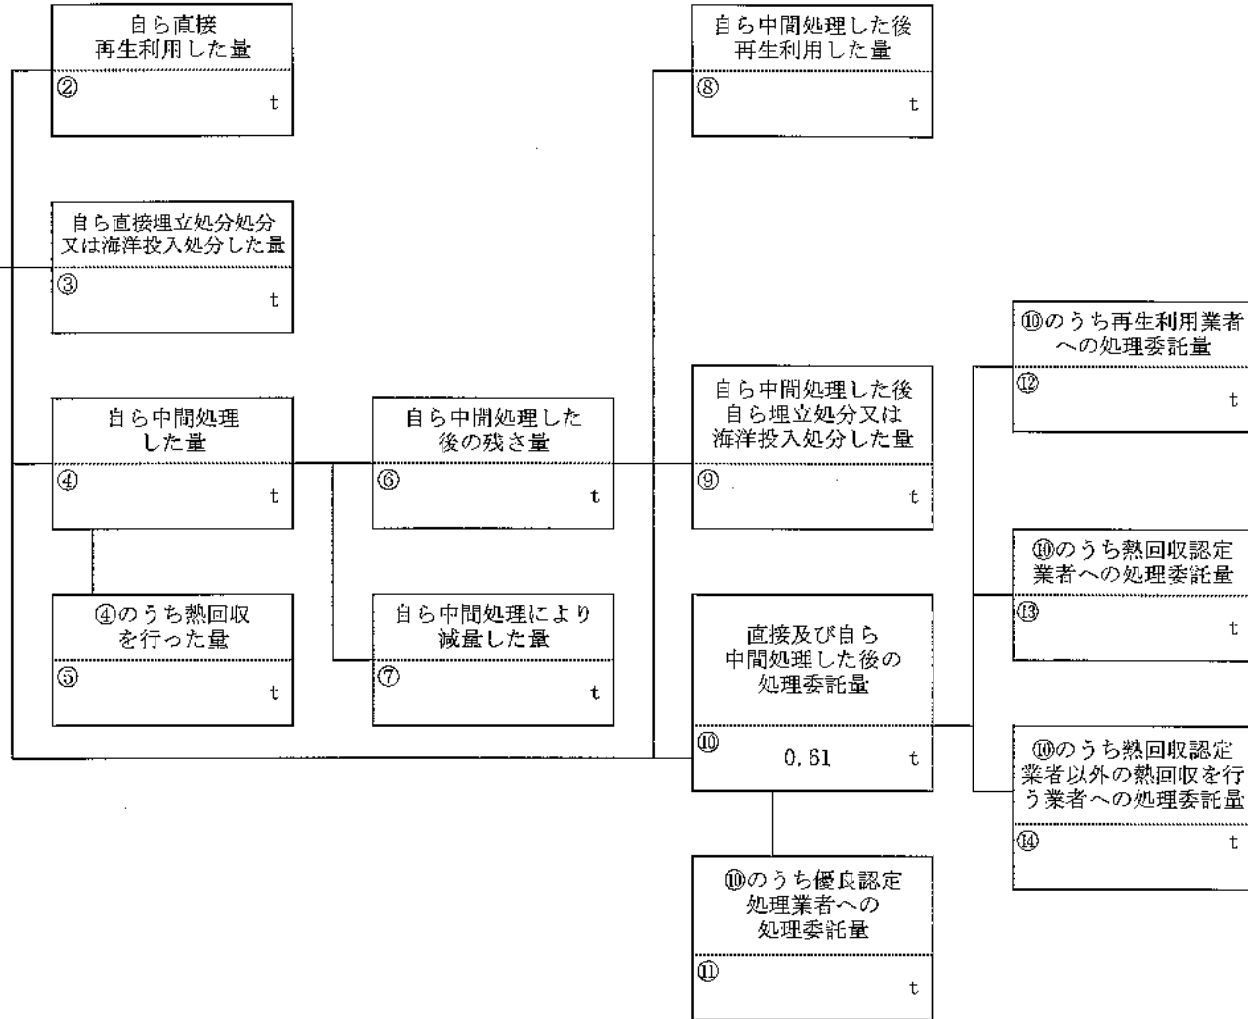 自ら直接
再生利用した量
②
t
自ら直接埋立処分処分
又は海洋投入処分した量
③
t
自ら中間処理
した量
④
t
④のうち熱回収
を行った量
⑤
t
自ら中間処理した
後の残さ量
⑥
t
自ら中間処理により
減量した量
⑦
t
自ら中間処理した後
再生利用した量
⑧
t
自ら中間処理した後
自ら埋立処分又は
海洋投入処分した量
⑨
t
直接及び自ら
中間処理した後の
処理委託量
⑩ 0.61 t
⑩のうち優良認定
処理業者への
処理委託量
⑪
t
⑩のうち再生利用業者
への処理委託量
⑫
t
⑩のうち熱回収認定
業者への処理委託量
⑬
t
⑩のうち熱回収認定
業者以外の熱回収を行
う業者への処理委託量
⑭
t